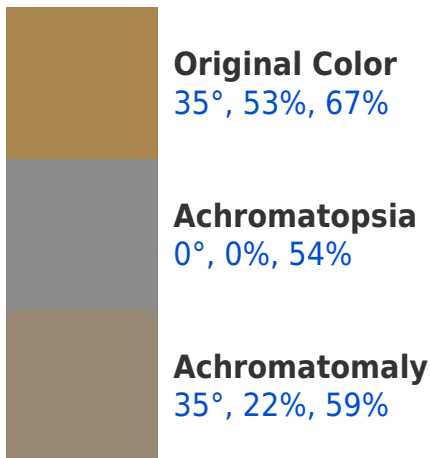 Original Color
35°, 53%, 67%
Achromatopsia
0°, 0%, 54%
Achromatomaly
35°, 22%, 59%